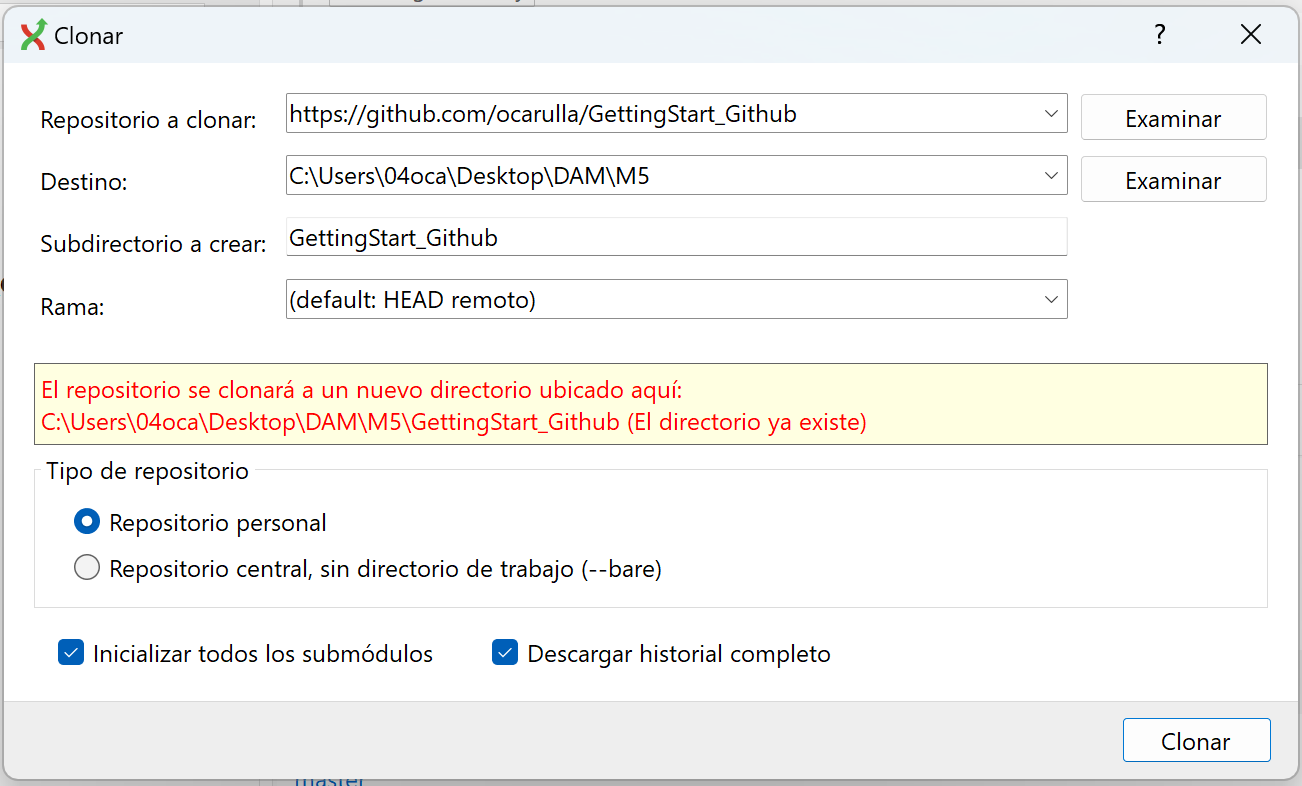 Clonar
?
Repositorio a clonar: https://github.com/ocarulla/GettingStart_Github Examinar
Destino: C:\Users\04oca\Desktop\DAM\M5 Examinar
Subdirectorio a crear: GettingStart_Github
Rama: (default: HEAD remoto)
El repositorio se clonará a un nuevo directorio ubicado aquí:
C:\Users\04oca\Desktop\DAM\M5\GettingStart_Github (El directorio ya existe)
Tipo de repositorio
Repositorio personal
Repositorio central, sin directorio de trabajo (--bare)
Inicializar todos los submódulos Descargar historial completo
Clonar
master